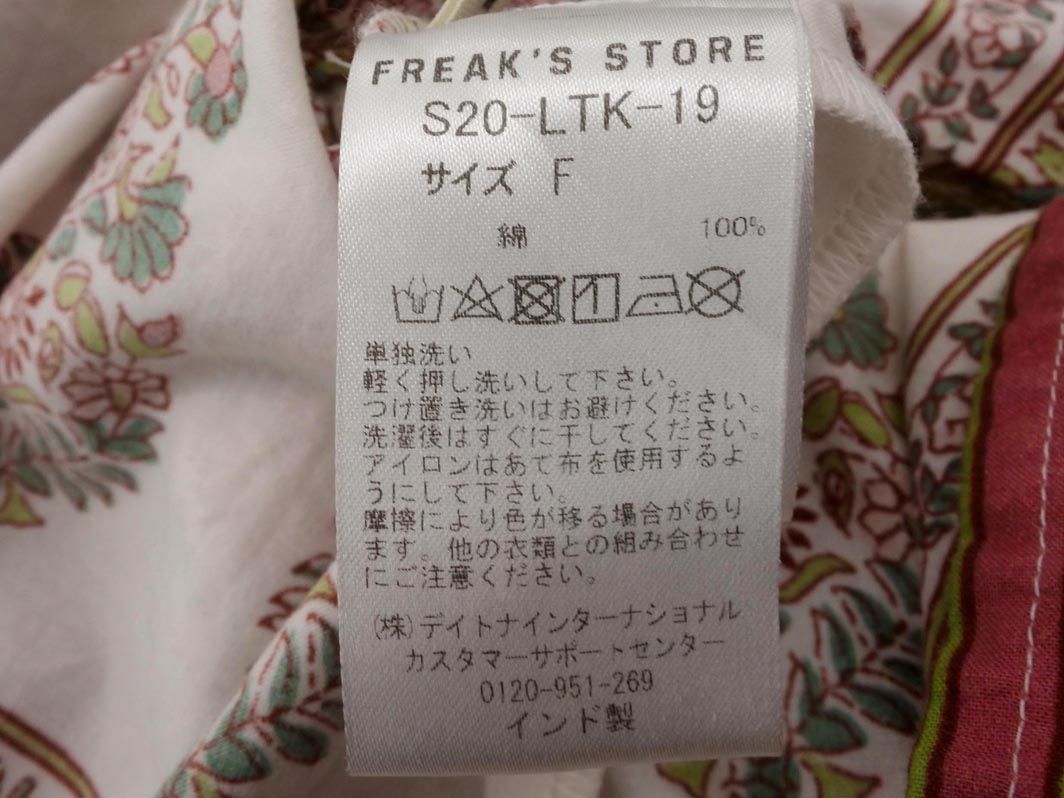 FREAK'S STORE
S20-LTK-19
サイズ F
綿 100%
単独洗い
軽く押し洗いして下さい。
つけ置き洗いはお避けください。
洗濯後はすぐに干してください。
アイロンはあて布を使用するよ
うにして下さい。
摩擦により色が移る場合があり
ます。他の衣類との組み合わせ
にご注意ください。
(株)デイトナインターナショナル
カスタマーサポートセンター
0120-951-269
インド製